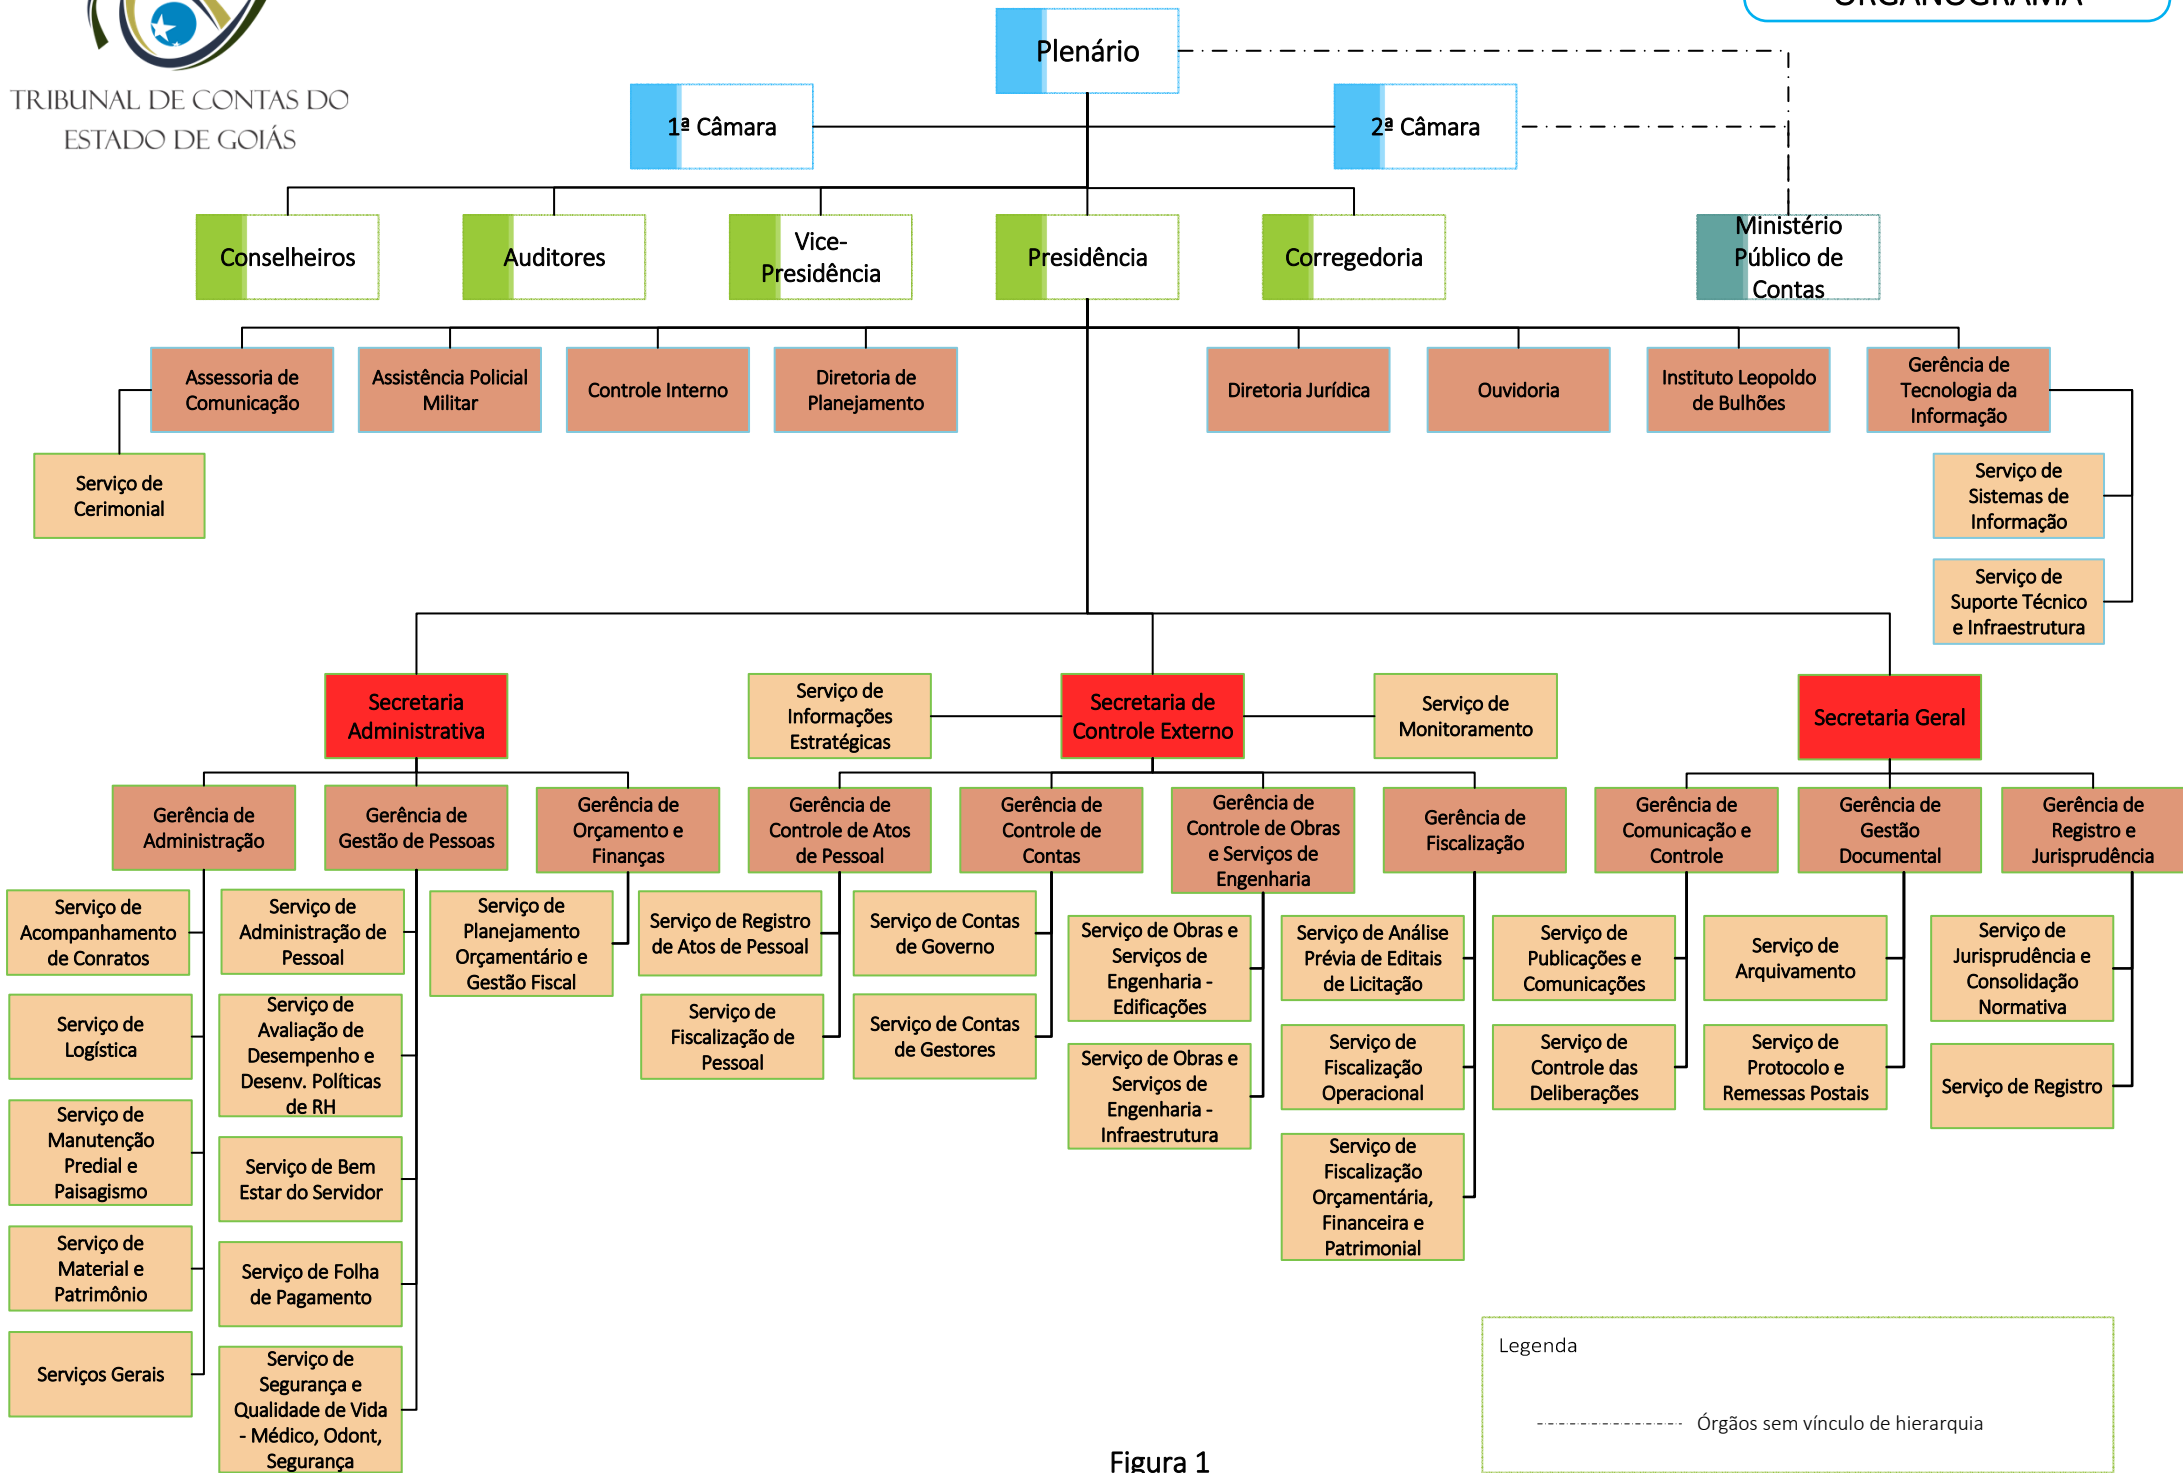 ORGANOGRAMA
TRIBUNAL DE CONTAS DO
ESTADO DE GOIÁS
Plenário
1ª Câmara
2ª Câmara
Conselheiros
Auditores
Vice-
Presidência
Presidência
Corregedoria
Ministério
Público de
Contas
Assessoria de
Comunicação
Assistência Policial
Militar
Controle Interno
Diretoria de
Planejamento
Diretoria Jurídica
Ouvidoria
Instituto Leopoldo
de Bulhões
Gerência de
Tecnologia da
Informação
Serviço de
Cerimonial
Serviço de
Sistemas de
Informação
Serviço de
Suporte Técnico
e Infraestrutura
Secretaria
Administrativa
Serviço de
Informações
Estratégicas
Secretaria de
Controle Externo
Serviço de
Monitoramento
Secretaria Geral
Gerência de
Administração
Gerência de
Gestão de Pessoas
Gerência de
Orçamento e
Finanças
Gerência de
Controle de Atos
de Pessoal
Gerência de
Controle de
Contas
Gerência de
Controle de Obras
e Serviços de
Engenharia
Gerência de
Fiscalização
Gerência de
Comunicação e
Controle
Gerência de
Gestão
Documental
Gerência de
Registro e
Jurisprudência
Serviço de
Acompanhamento
de Conratos
Serviço de
Administração de
Pessoal
Serviço de
Planejamento
Orçamentário e
Gestão Fiscal
Serviço de Registro
de Atos de Pessoal
Serviço de Contas
de Governo
Serviço de Obras e
Serviços de
Engenharia -
Edificações
Serviço de Análise
Prévia de Editais
de Licitação
Serviço de
Publicações e
Comunicações
Serviço de
Arquivamento
Serviço de
Jurisprudência e
Consolidação
Normativa
Serviço de
Logística
Serviço de
Avaliação de
Desempenho e
Desenv. Políticas
de RH
Serviço de
Fiscalização de
Pessoal
Serviço de Contas
de Gestores
Serviço de Obras e
Serviços de
Engenharia -
Infraestrutura
Serviço de
Fiscalização
Operacional
Serviço de
Controle das
Deliberações
Serviço de
Protocolo e
Remessas Postais
Serviço de Registro
Serviço de
Manutenção
Predial e
Paisagismo
Serviço de Bem
Estar do Servidor
Serviço de
Fiscalização
Orçamentária,
Financeira e
Patrimonial
Serviço de
Material e
Patrimônio
Serviço de Folha
de Pagamento
Serviços Gerais
Serviço de
Segurança e
Qualidade de Vida
- Médico, Odont,
Segurança
Legenda
Órgãos sem vínculo de hierarquia
Figura 1